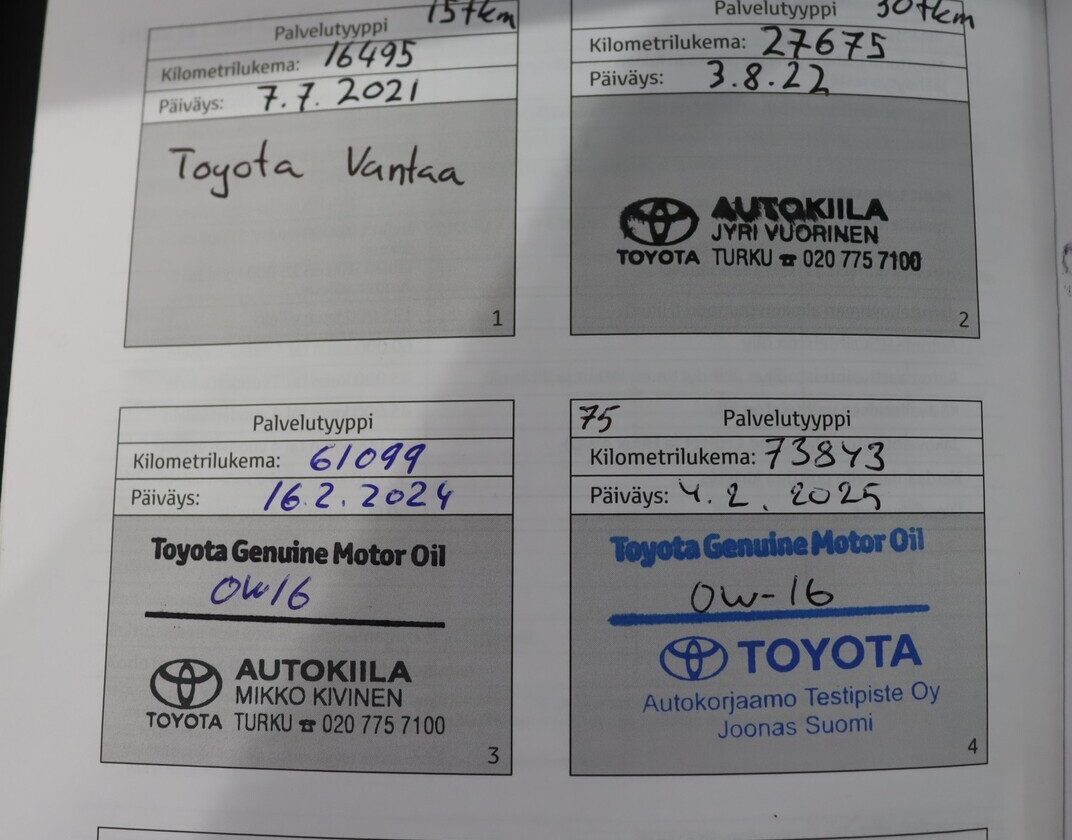 15 tkm
Palvelutyyppi
Kilometrilukema: 16495
Päiväys: 7.7.2021
Toyota Vantaa
1
30 tkm
Palvelutyyppi
Kilometrilukema: 27675
Päiväys: 3.8.22
AUTOKIILA
JYRI VUORINEN
TOYOTA TURKU ☎ 020 775 7100
2
Palvelutyyppi
Kilometrilukema: 61099
Päiväys: 16.2.2024
Toyota Genuine Motor Oil
OW16
AUTOKIILA
MIKKO KIVINEN
TOYOTA TURKU ☎ 020 775 7100
3
75 Palvelutyyppi
Kilometrilukema: 73843
Päiväys: 4.2.2025
Toyota Genuine Motor Oil
OW-16
TOYOTA
Autokorjaamo Testipiste Oy
Joonas Suomi
4